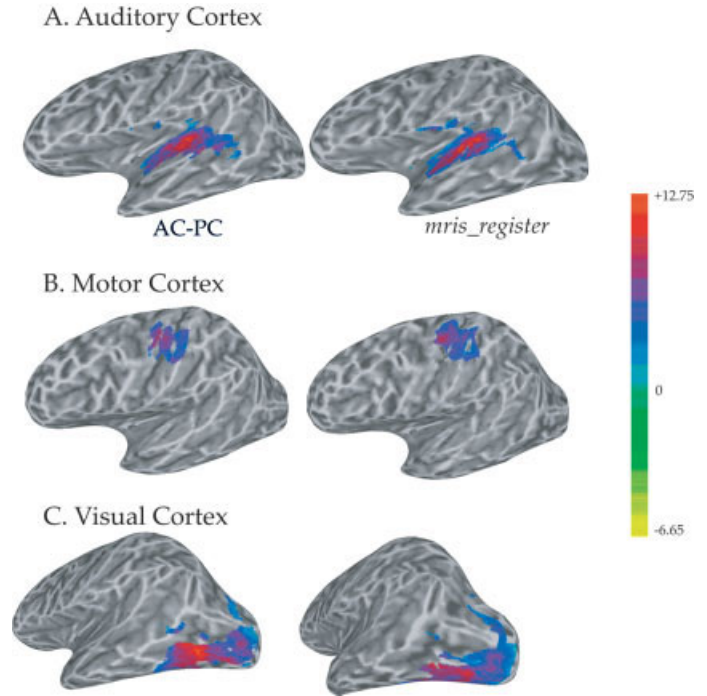 A. Auditory Cortex
AC-PC
mris_register
+12.75
0
-6.65
B. Motor Cortex
C. Visual Cortex